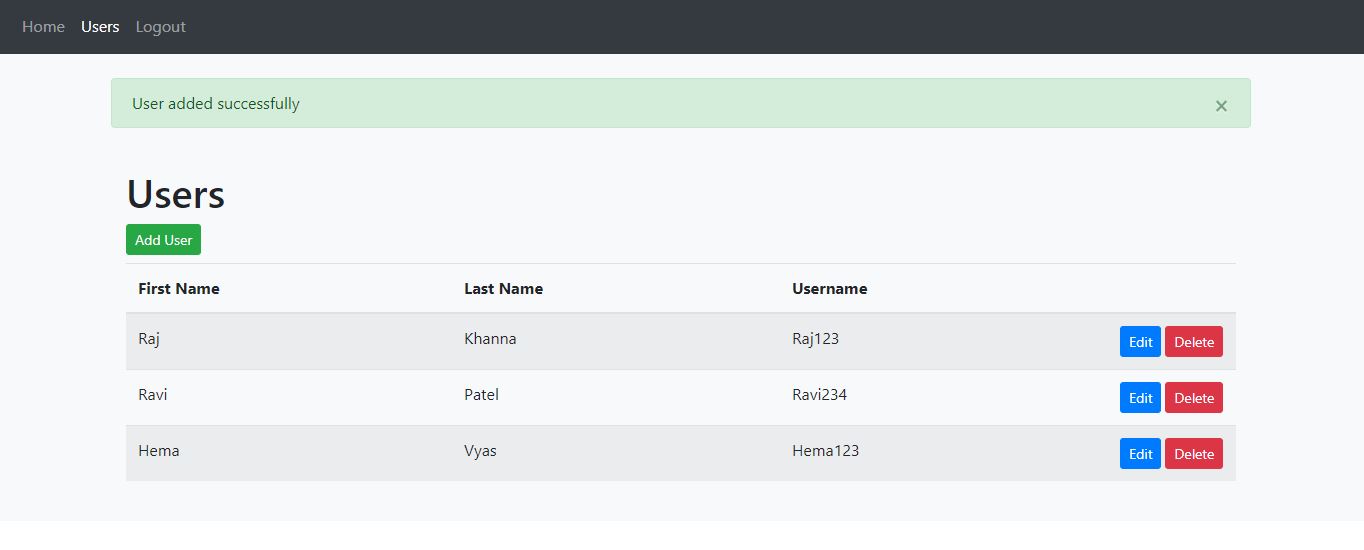 Home Users Logout
User added successfully ×
Users
Add User
First Name Last Name Username
Raj Khanna Raj123 Edit Delete
Ravi Patel Ravi234 Edit Delete
Hema Vyas Hema123 Edit Delete